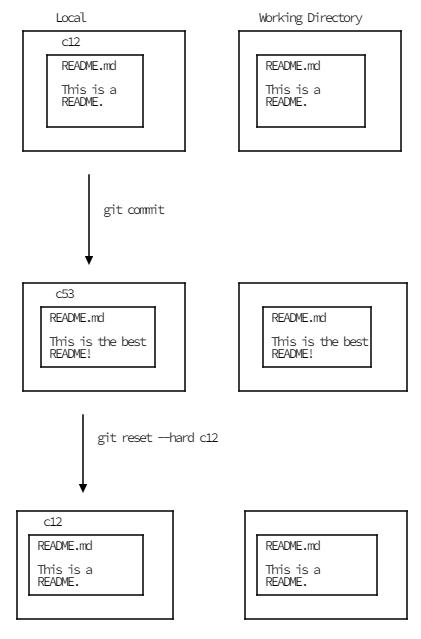 Local
Working Directory
c12
README.md
This is a
README.
README.md
This is a
README.
git commit
c53
README.md
This is the best
README!
README.md
This is the best
README!
git reset --hard c12
c12
README.md
This is a
README.
README.md
This is a
README.